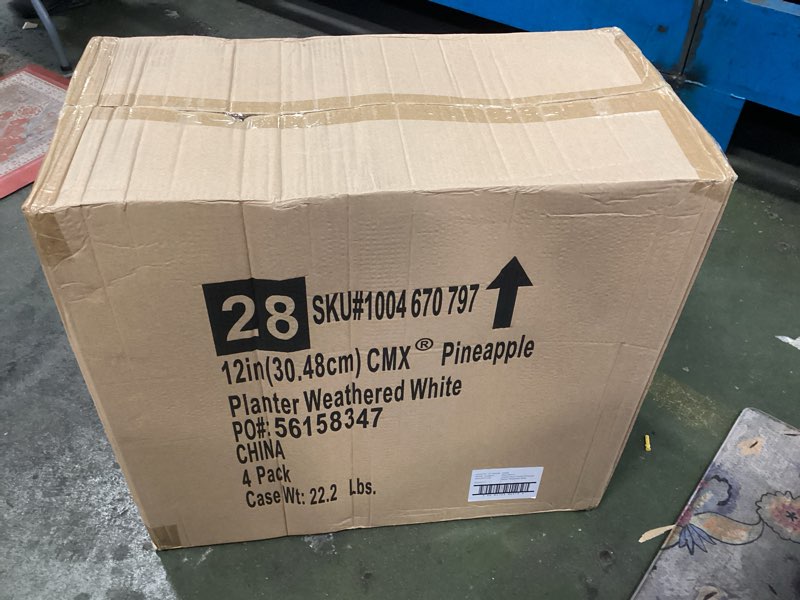 28 SKU#1004 670 797
12in(30.48cm) CMX® Pineapple
Planter Weathered White
PO#:56158347
CHINA
4 Pack
Case Wt: 22.2 Lbs.